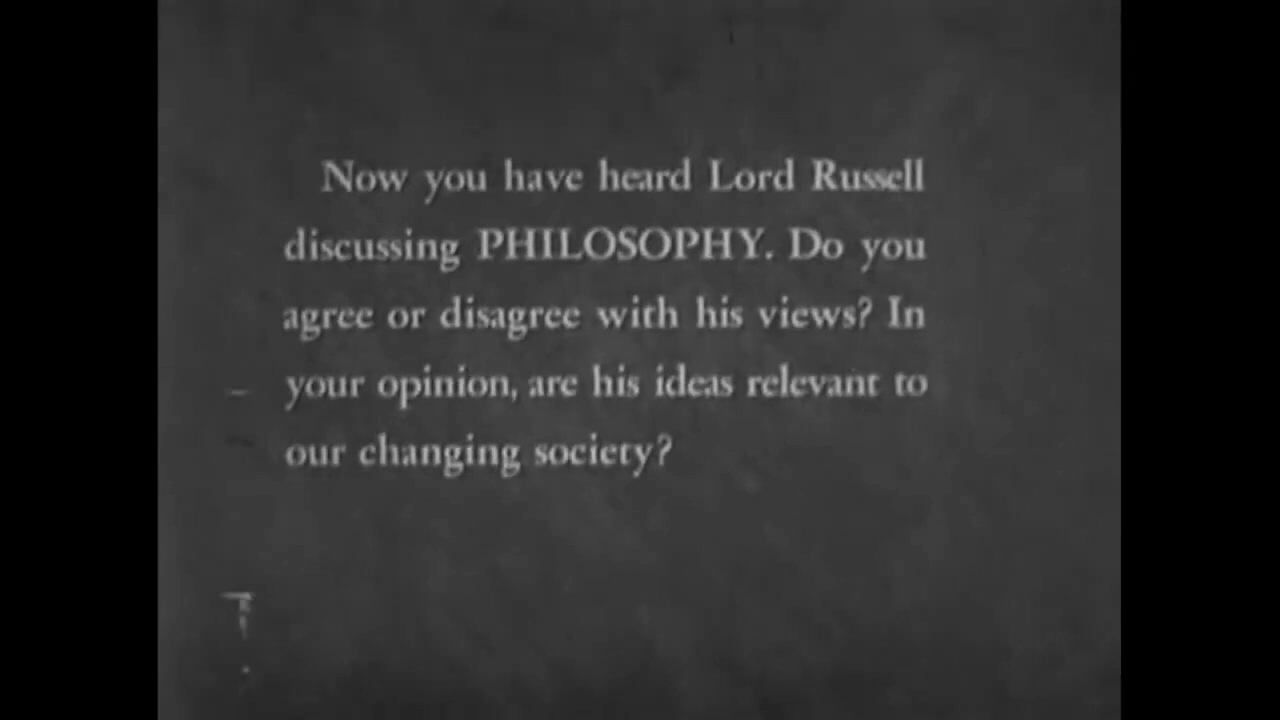 Now you have heard Lord Russell
discussing PHILOSOPHY. Do you
agree or disagree with his views? In
your opinion, are his ideas relevant to
our changing society?